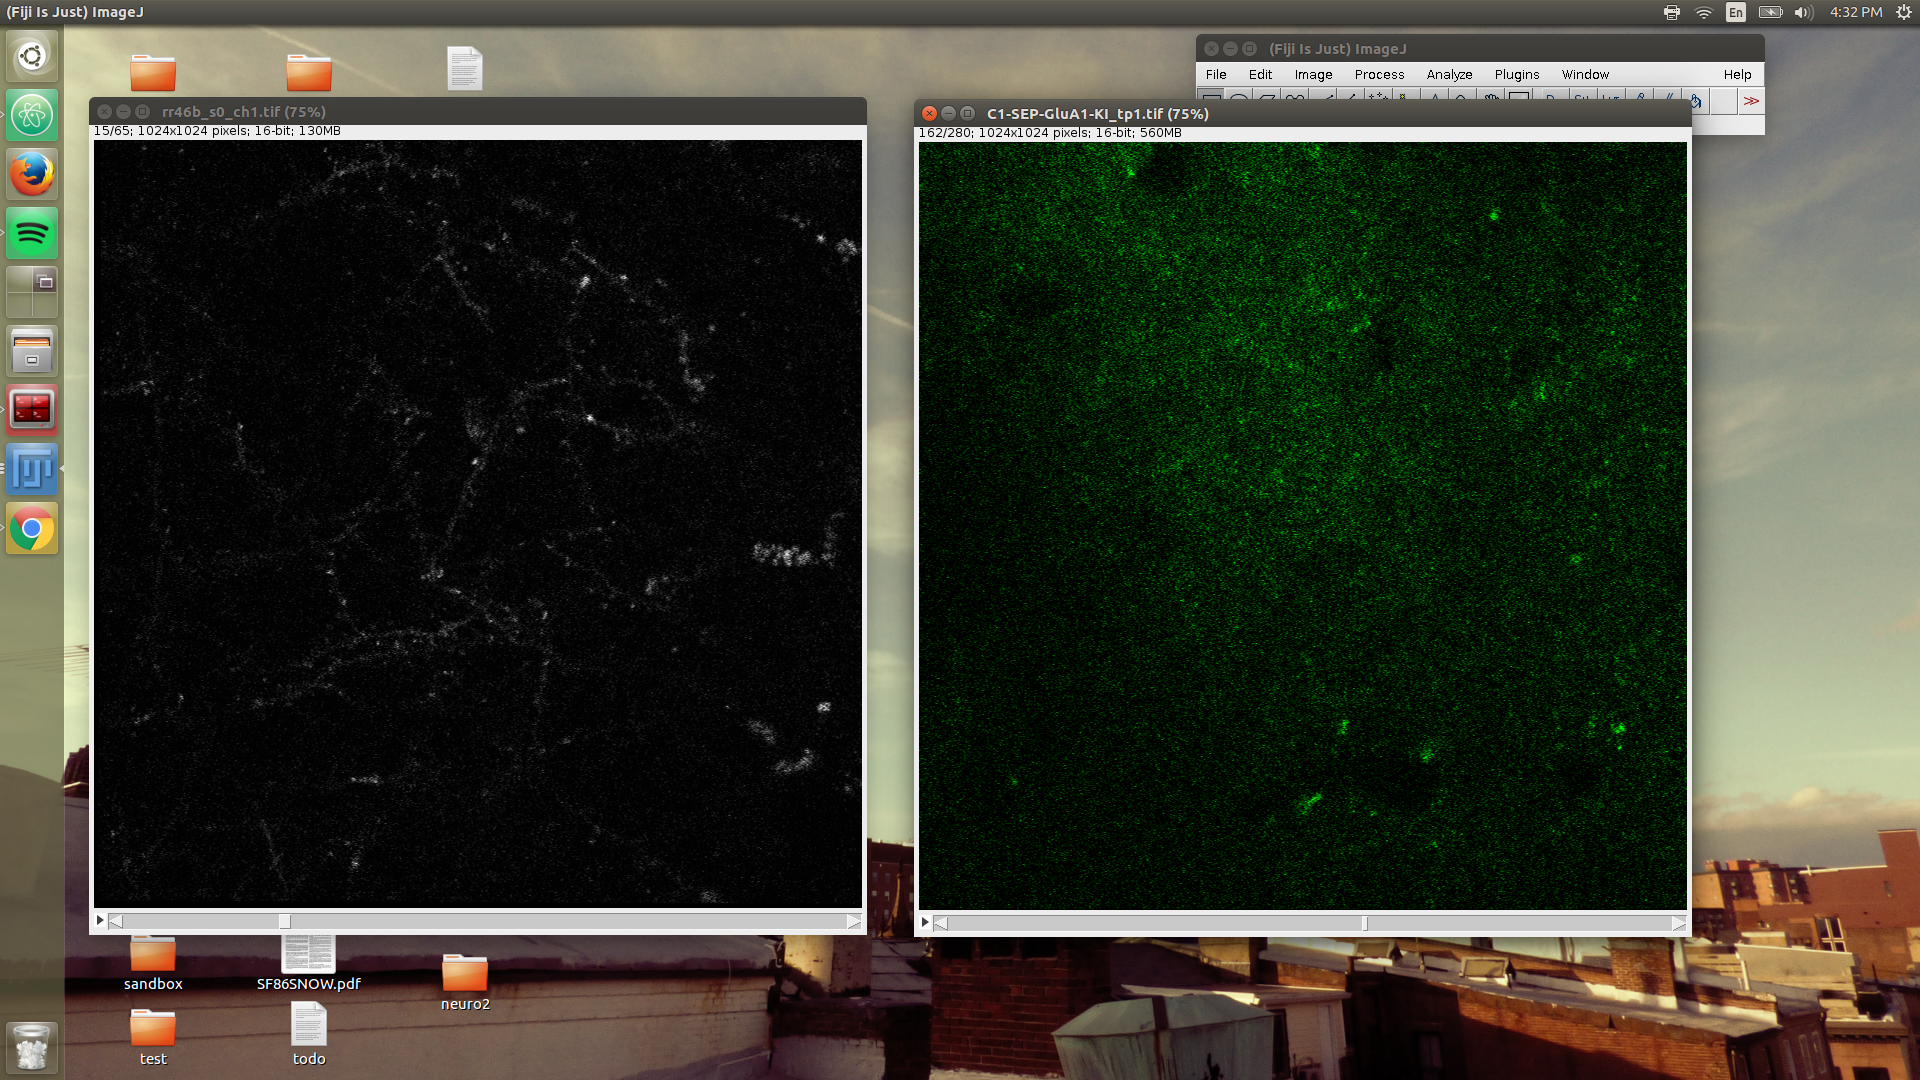 (Fiji Is Just) ImageJ
En
4:32 PM
(Fiji Is Just) ImageJ
File Edit Image Process Analyze Plugins Window Help
rr46b_s0_ch1.tif (75%)
15/65; 1024x1024 pixels; 16-bit; 130MB
C1-SEP-GluA1-KI_tp1.tif (75%)
162/280; 1024x1024 pixels; 16-bit; 560MB
sandbox
SF86SNOW.pdf
neuro2
test
todo